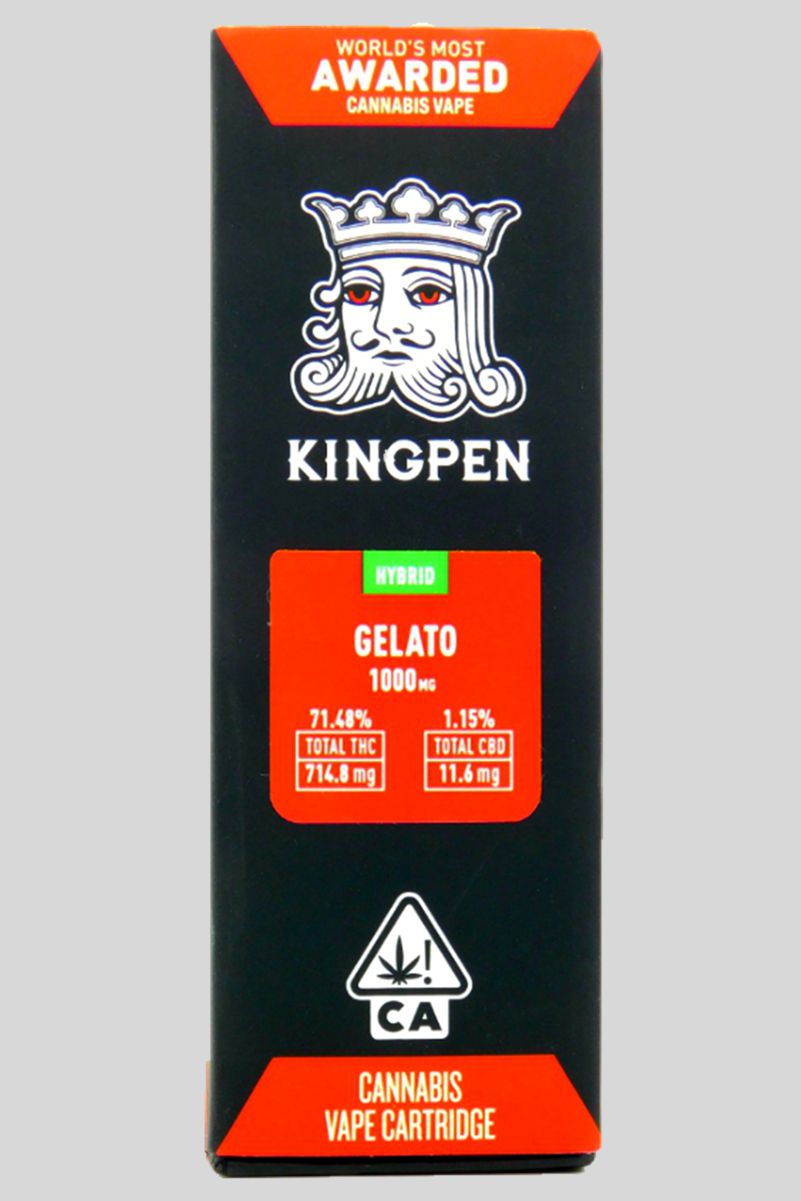 WORLD'S MOST
AWARDED
CANNABIS VAPE
KINGPEN
HYBRID
GELATO
1000MG
71.48% 1.15%
TOTAL THC TOTAL CBD
714.8 mg 11.6 mg
!
CA
CANNABIS
VAPE CARTRIDGE